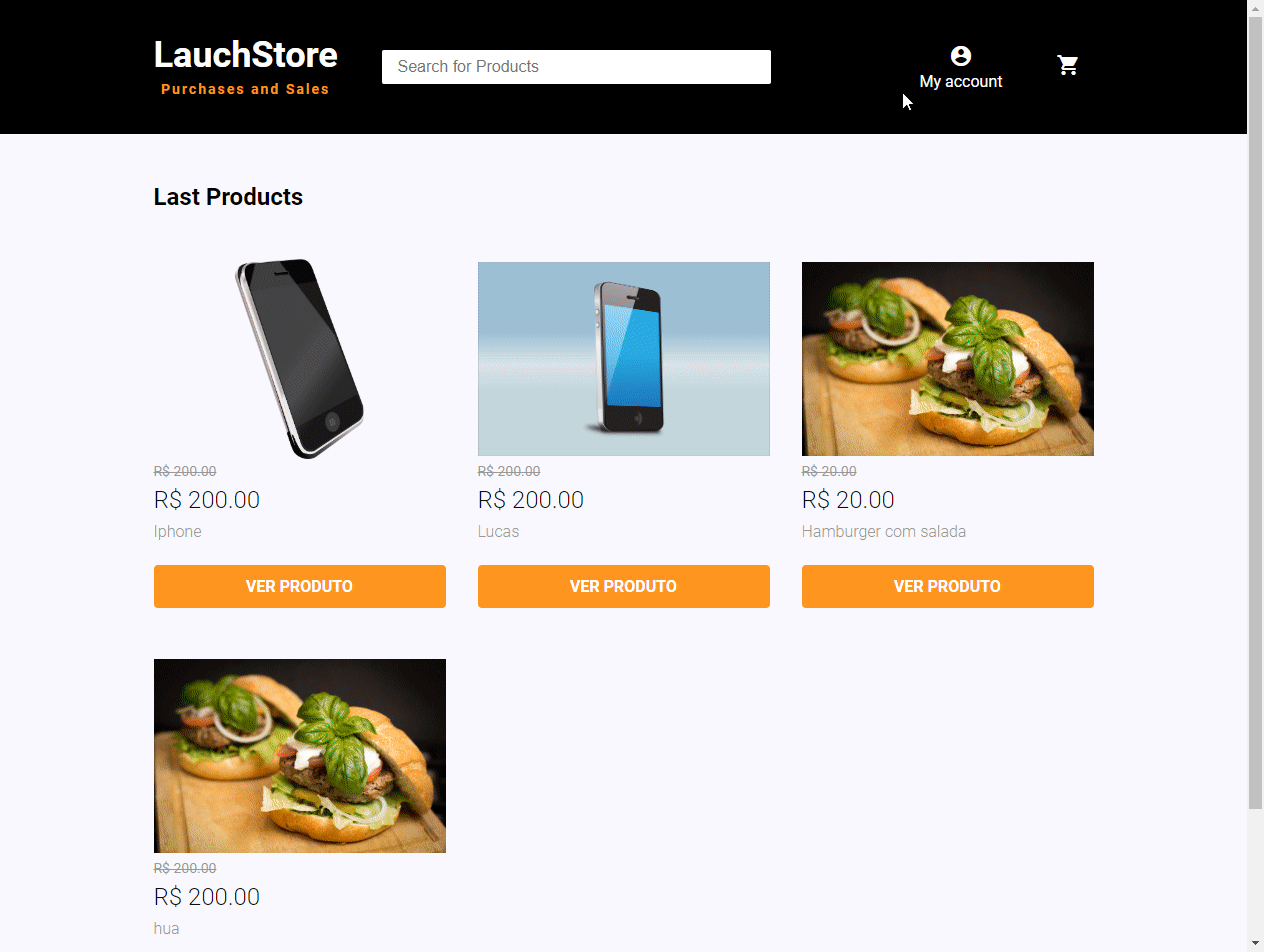 LauchStore
Purchases and Sales
Search for Products
My account
Last Products
R$ 200.00
R$ 200.00
Iphone
VER PRODUTO
R$ 200.00
R$ 200.00
Lucas
VER PRODUTO
R$ 20.00
R$ 20.00
Hamburger com salada
VER PRODUTO
R$ 200.00
R$ 200.00
hua